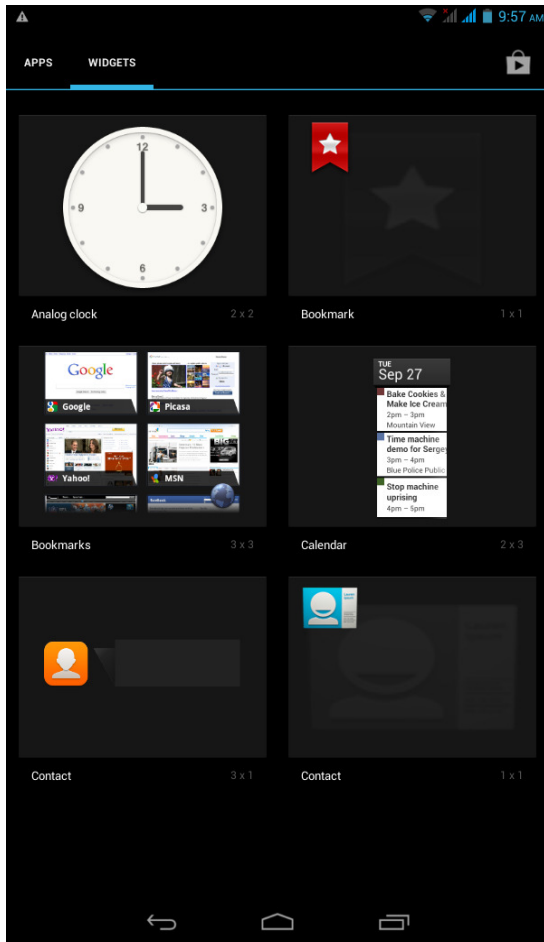 9:57 AM
APPS WIDGETS
12
9 3
6
Analog clock 2 x 2
Bookmark 1 x 1
Google
Google
Picasa
Yahoo!
MSN
Bookmarks 3 x 3
TUE
Sep 27
Bake Cookies &
Make Ice Cream
2pm – 3pm
Mountain View
Time machine
demo for Sergey
3pm – 4pm
Blue Police Public
Stop machine
uprising
4pm – 5pm
Calendar 2 x 3
Contact 3 x 1
Contact 1 x 1